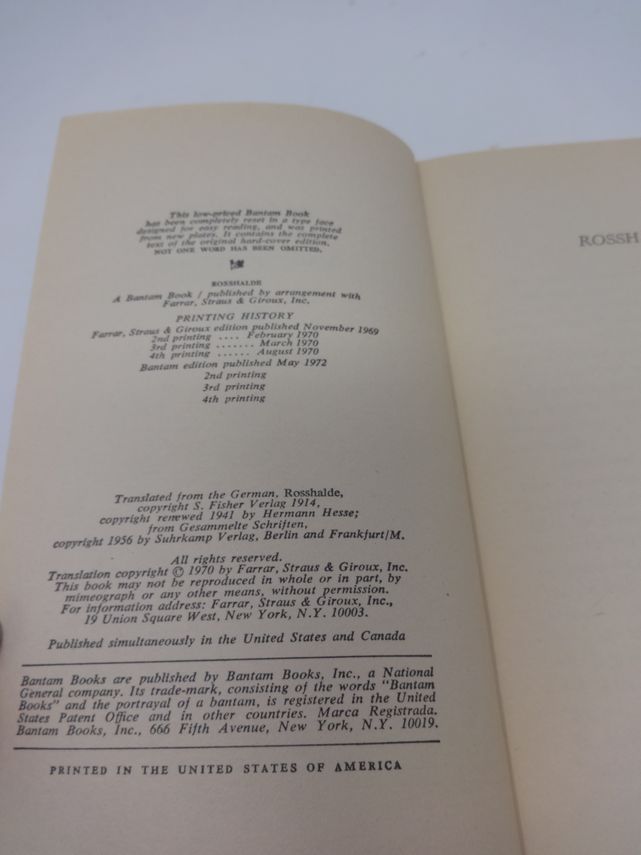 This low-priced Bantam Book
has been completely reset in a type face
designed for easy reading, and was printed
from new plates. It contains the complete
text of the original hard-cover edition.
NOT ONE WORD HAS BEEN OMITTED.
ROSSHALDE
A Bantam Book / published by arrangement with
Farrar, Straus & Giroux, Inc.
PRINTING HISTORY
Farrar, Straus & Giroux edition published November 1969
2nd printing .... February 1970
3rd printing ....... March 1970
4th printing ...... August 1970
Bantam edition published May 1972
2nd printing
3rd printing
4th printing
Translated from the German, Rosshalde,
copyright S. Fisher Verlag 1914,
copyright renewed 1941 by Hermann Hesse;
from Gesammelte Schriften,
copyright 1956 by Suhrkamp Verlag, Berlin and Frankfurt/M.
All rights reserved.
Translation copyright © 1970 by Farrar, Straus & Giroux, Inc.
This book may not be reproduced in whole or in part, by
mimeograph or any other means, without permission.
For information address: Farrar, Straus & Giroux, Inc.,
19 Union Square West, New York, N.Y. 10003.
Published simultaneously in the United States and Canada
Bantam Books are published by Bantam Books, Inc., a National
General company. Its trade-mark, consisting of the words "Bantam
Books" and the portrayal of a bantam, is registered in the United
States Patent Office and in other countries. Marca Registrada.
Bantam Books, Inc., 666 Fifth Avenue, New York, N.Y. 10019.
PRINTED IN THE UNITED STATES OF AMERICA
ROSSH